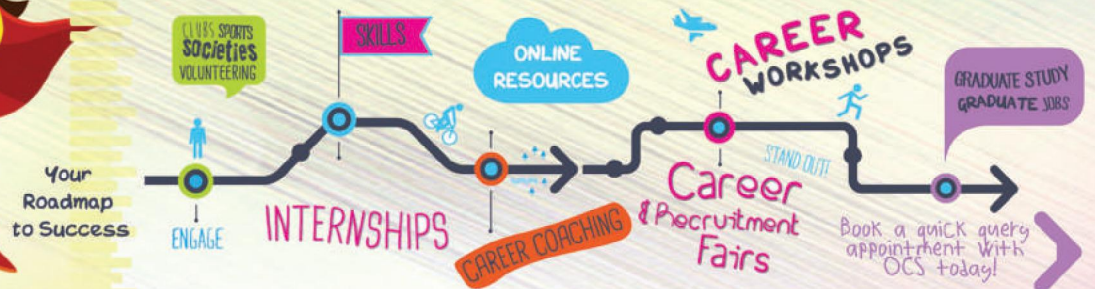 Your
Roadmap
to Success
CLUBS SPORTS
SOCIETIES
VOLUNTEERING
ENGAGE
SKILLS
INTERNSHIPS
ONLINE
RESOURCES
CAREER COACHING
CAREER
WORKSHOPS
Career
& Recruitment
Fairs
STAND OUT!
GRADUATE STUDY
GRADUATE JOBS
Book a quick query
appointment with
OCS today!